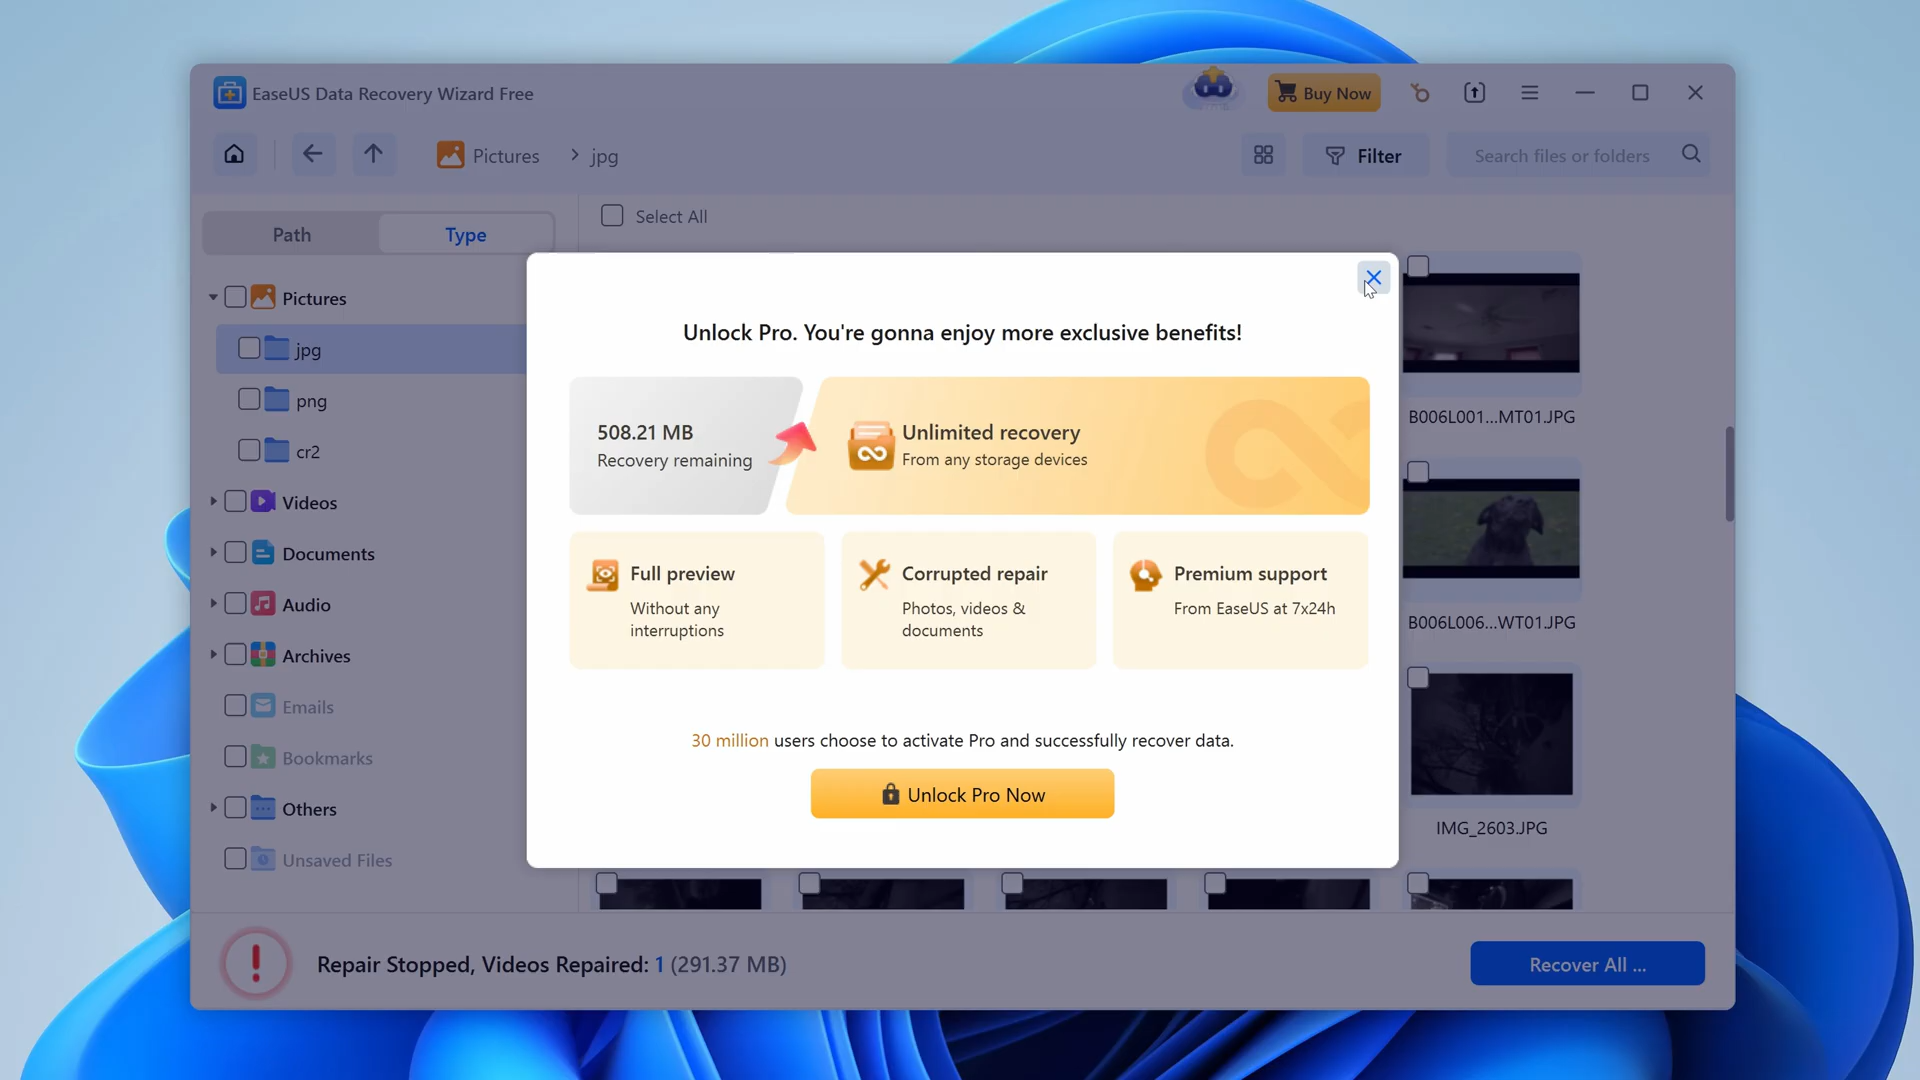 EaseUS Data Recovery Wizard Free
Buy Now
Pictures > jpg
Filter
Search files or folders
Path
Type
Select All
Pictures
jpg
png
cr2
Videos
Documents
Audio
Archives
Emails
Bookmarks
Others
Unsaved Files
Unlock Pro. You're gonna enjoy more exclusive benefits!
508.21 MB
Recovery remaining
Unlimited recovery
From any storage devices
Full preview
Without any
interruptions
Corrupted repair
Photos, videos &
documents
Premium support
From EaseUS at 7x24h
30 million users choose to activate Pro and successfully recover data.
Unlock Pro Now
B006L001...MT01.JPG
B006L006...WT01.JPG
IMG_2603.JPG
Repair Stopped, Videos Repaired: 1 (291.37 MB)
Recover All ...